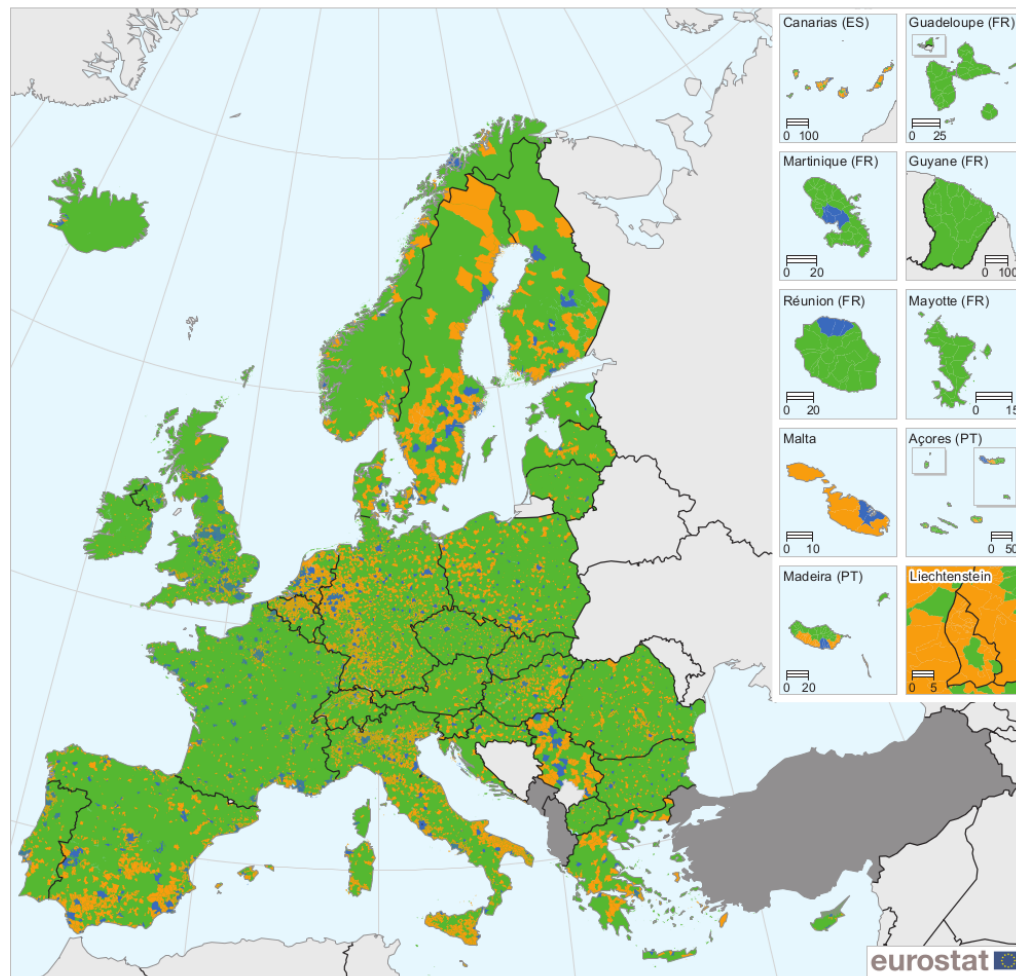 Canarias (ES)
0 100
Guadeloupe (FR)
0 25
Martinique (FR)
0 20
Guyane (FR)
0 100
Réunion (FR)
0 20
Mayotte (FR)
0 15
Malta
0 10
Açores (PT)
0 50
Madeira (PT)
0 20
Liechtenstein
0 5
eurostat